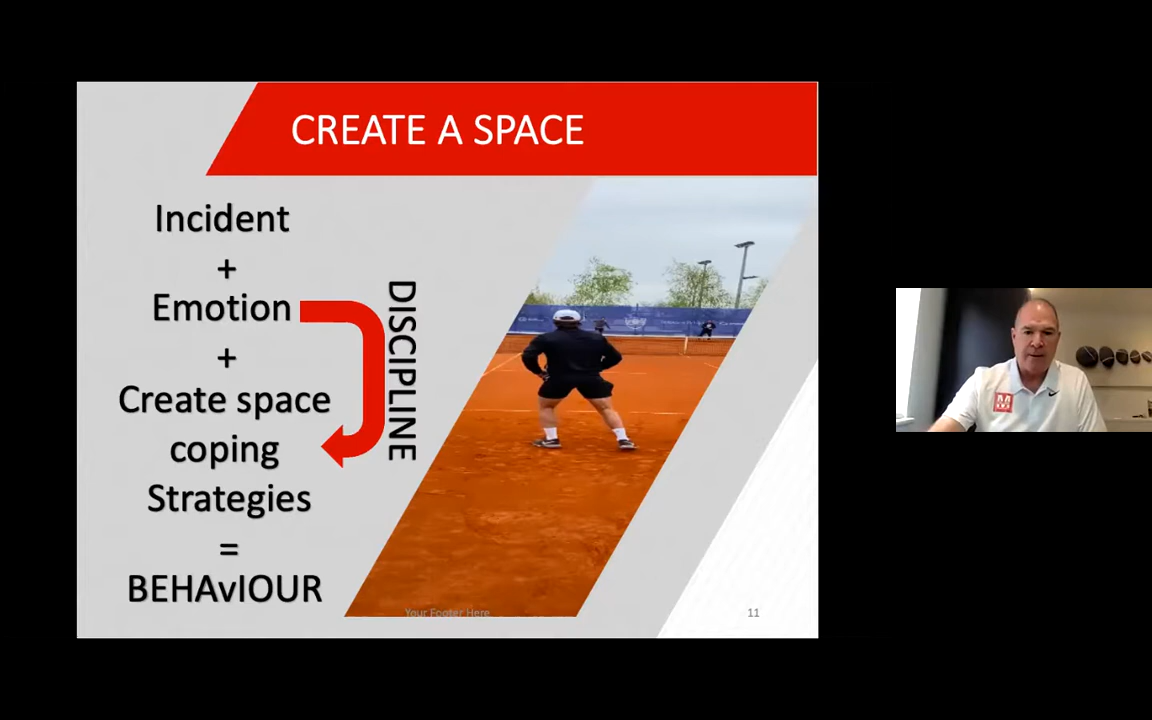 CREATE A SPACE
Incident
+
Emotion
+
Create space
coping
Strategies
=
BEHAvIOUR
DISCIPLINE
Your Footer Here
11